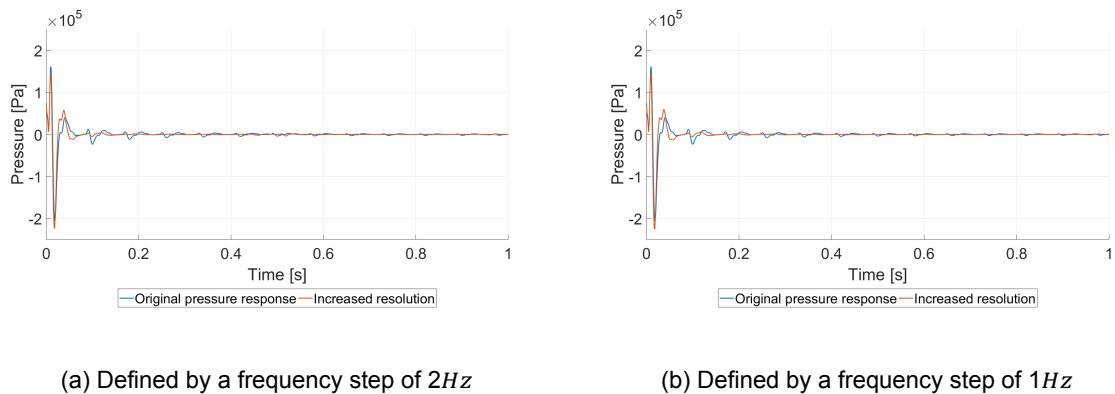 ×10⁵
2
1
0
-1
-2
Pressure [Pa]
0 0.2 0.4 0.6 0.8 1
Time [s]
Original pressure response Increased resolution
(a) Defined by a frequency step of 2Hz
×10⁵
2
1
0
-1
-2
Pressure [Pa]
0 0.2 0.4 0.6 0.8 1
Time [s]
Original pressure response Increased resolution
(b) Defined by a frequency step of 1Hz